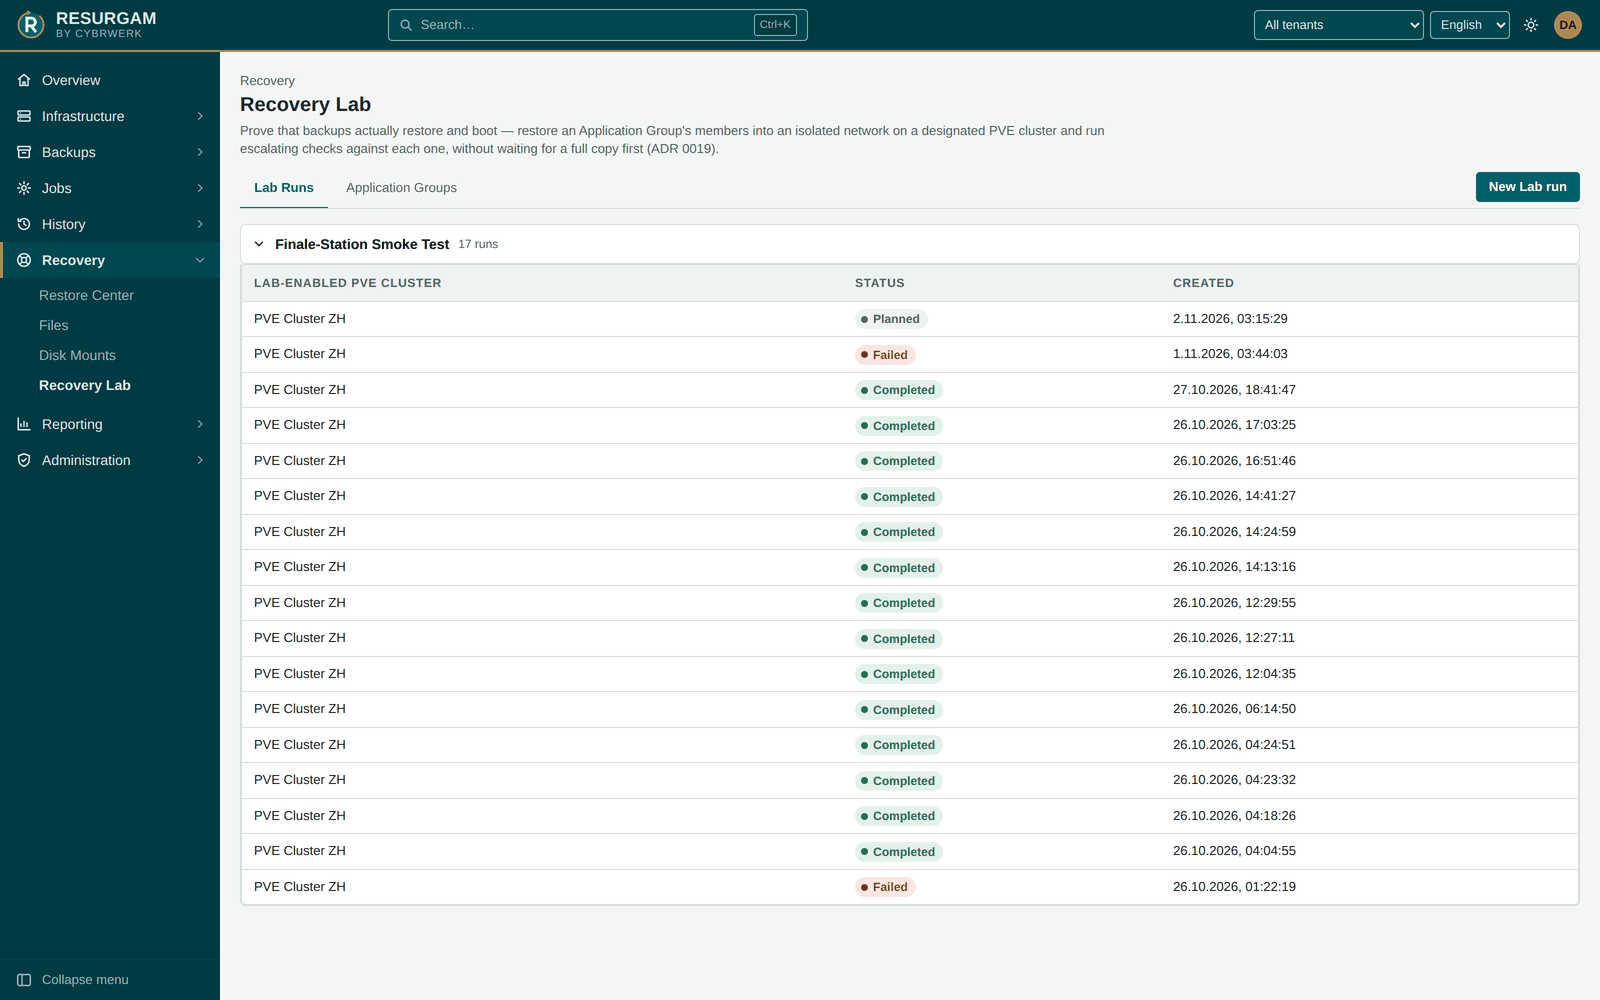 RESURGAM
BY CYBRWERK
Search…
Ctrl+K
All tenants
English
DA
Overview
Infrastructure
Backups
Jobs
History
Recovery
Restore Center
Files
Disk Mounts
Recovery Lab
Reporting
Administration
Collapse menu
Recovery
Recovery Lab
Prove that backups actually restore and boot — restore an Application Group's members into an isolated network on a designated PVE cluster and run
escalating checks against each one, without waiting for a full copy first (ADR 0019).
Lab Runs
Application Groups
New Lab run
Finale-Station Smoke Test 17 runs
LAB-ENABLED PVE CLUSTER STATUS CREATED
PVE Cluster ZH Planned 2.11.2026, 03:15:29
PVE Cluster ZH Failed 1.11.2026, 03:44:03
PVE Cluster ZH Completed 27.10.2026, 18:41:47
PVE Cluster ZH Completed 26.10.2026, 17:03:25
PVE Cluster ZH Completed 26.10.2026, 16:51:46
PVE Cluster ZH Completed 26.10.2026, 14:41:27
PVE Cluster ZH Completed 26.10.2026, 14:24:59
PVE Cluster ZH Completed 26.10.2026, 14:13:16
PVE Cluster ZH Completed 26.10.2026, 12:29:55
PVE Cluster ZH Completed 26.10.2026, 12:27:11
PVE Cluster ZH Completed 26.10.2026, 12:04:35
PVE Cluster ZH Completed 26.10.2026, 06:14:50
PVE Cluster ZH Completed 26.10.2026, 04:24:51
PVE Cluster ZH Completed 26.10.2026, 04:23:32
PVE Cluster ZH Completed 26.10.2026, 04:18:26
PVE Cluster ZH Completed 26.10.2026, 04:04:55
PVE Cluster ZH Failed 26.10.2026, 01:22:19